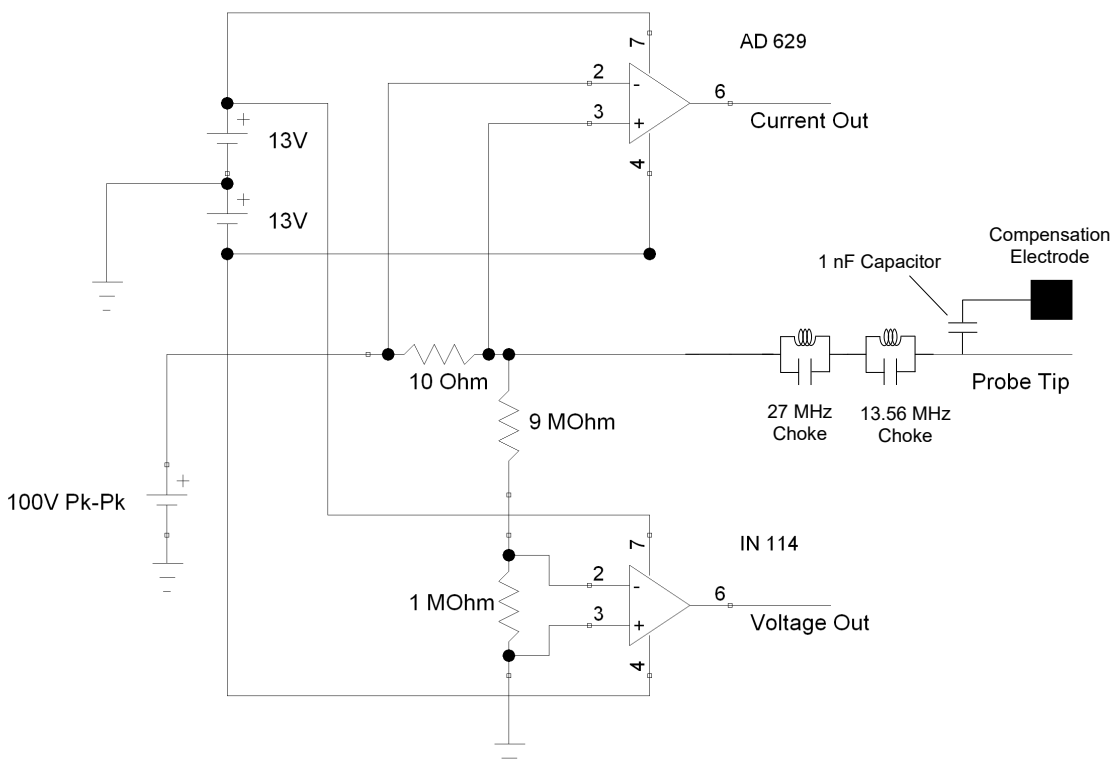 AD 629
7
2
-
3
+
4
6
Current Out
+
13V
+
13V
Compensation
Electrode
1 nF Capacitor
10 Ohm
Probe Tip
27 MHz
Choke
13.56 MHz
Choke
9 MOhm
+
100V Pk-Pk
IN 114
7
2
-
3
+
4
6
Voltage Out
1 MOhm